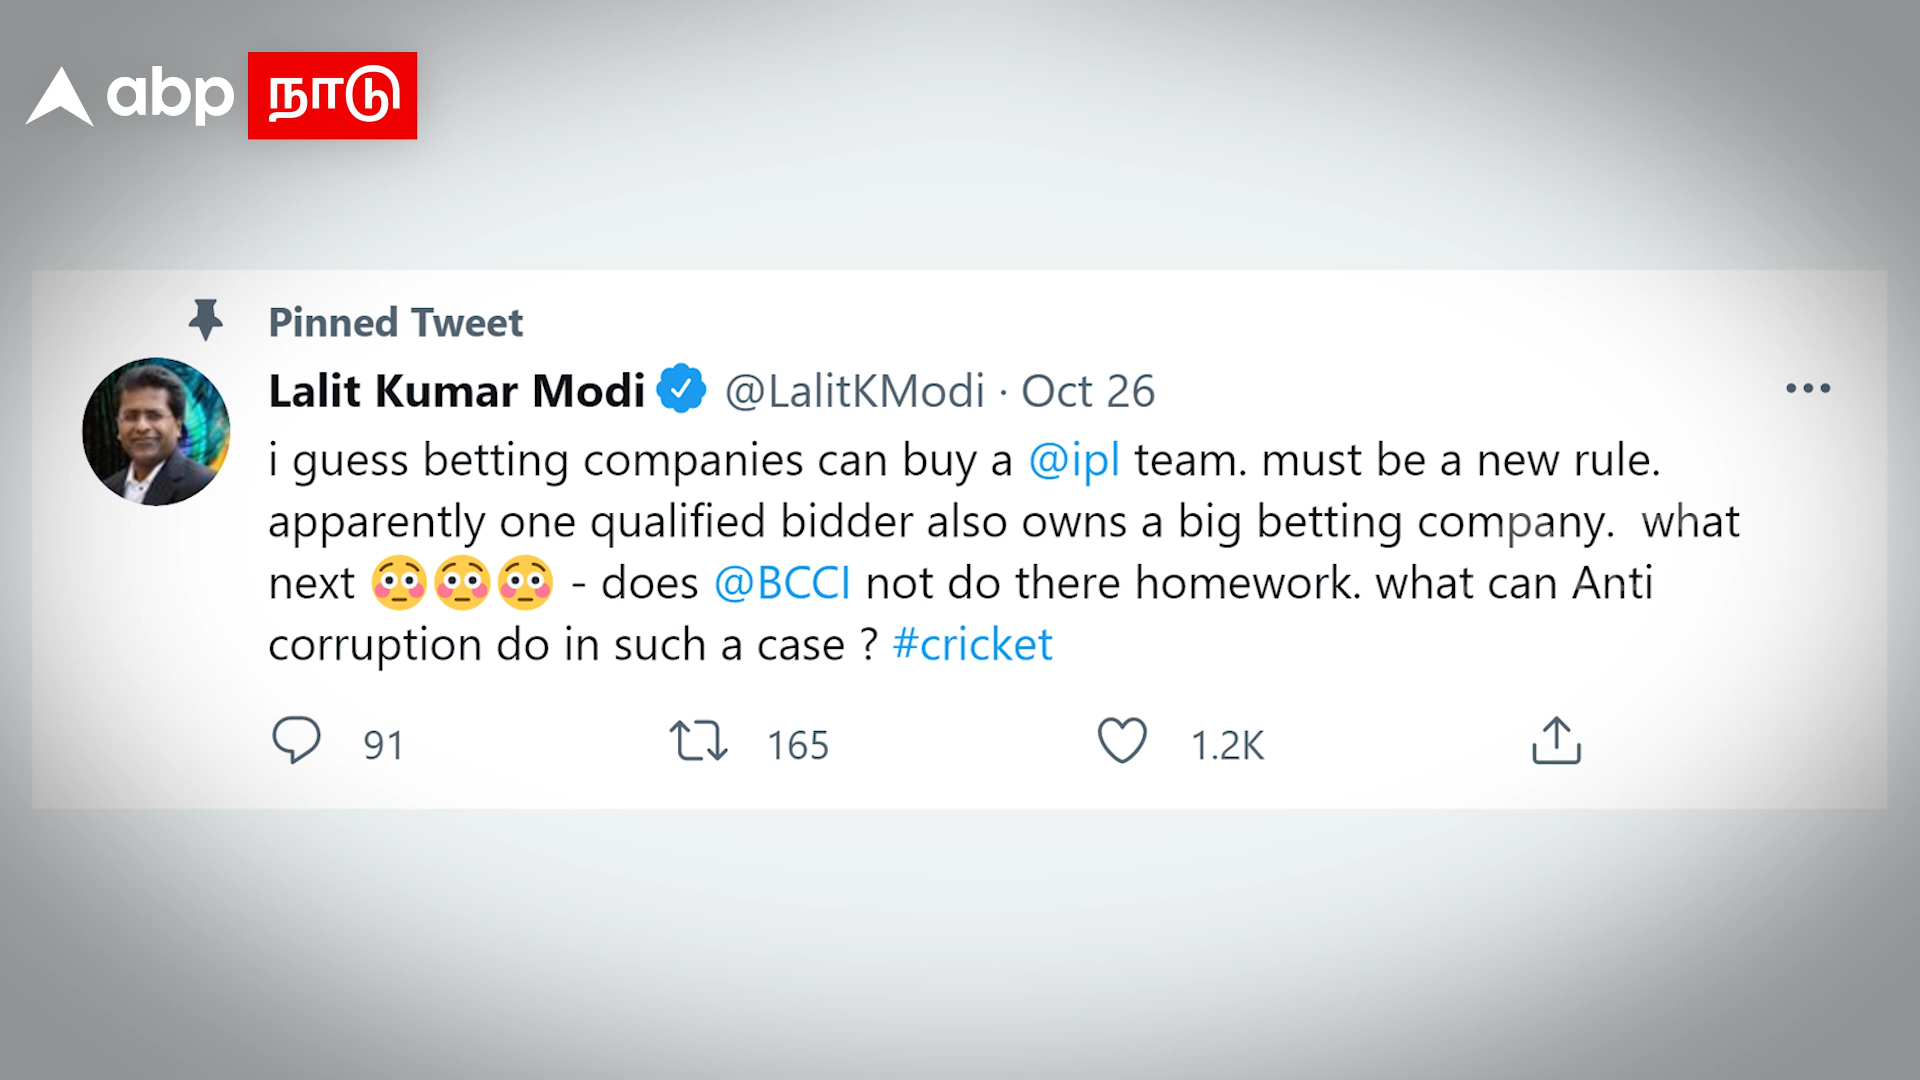 abp நாடு
Pinned Tweet
Lalit Kumar Modi @LalitKModi · Oct 26
i guess betting companies can buy a @ipl team. must be a new rule.
apparently one qualified bidder also owns a big betting company.  what
next 😳😳😳 - does @BCCI not do there homework. what can Anti
corruption do in such a case ? #cricket
91 165 1.2K